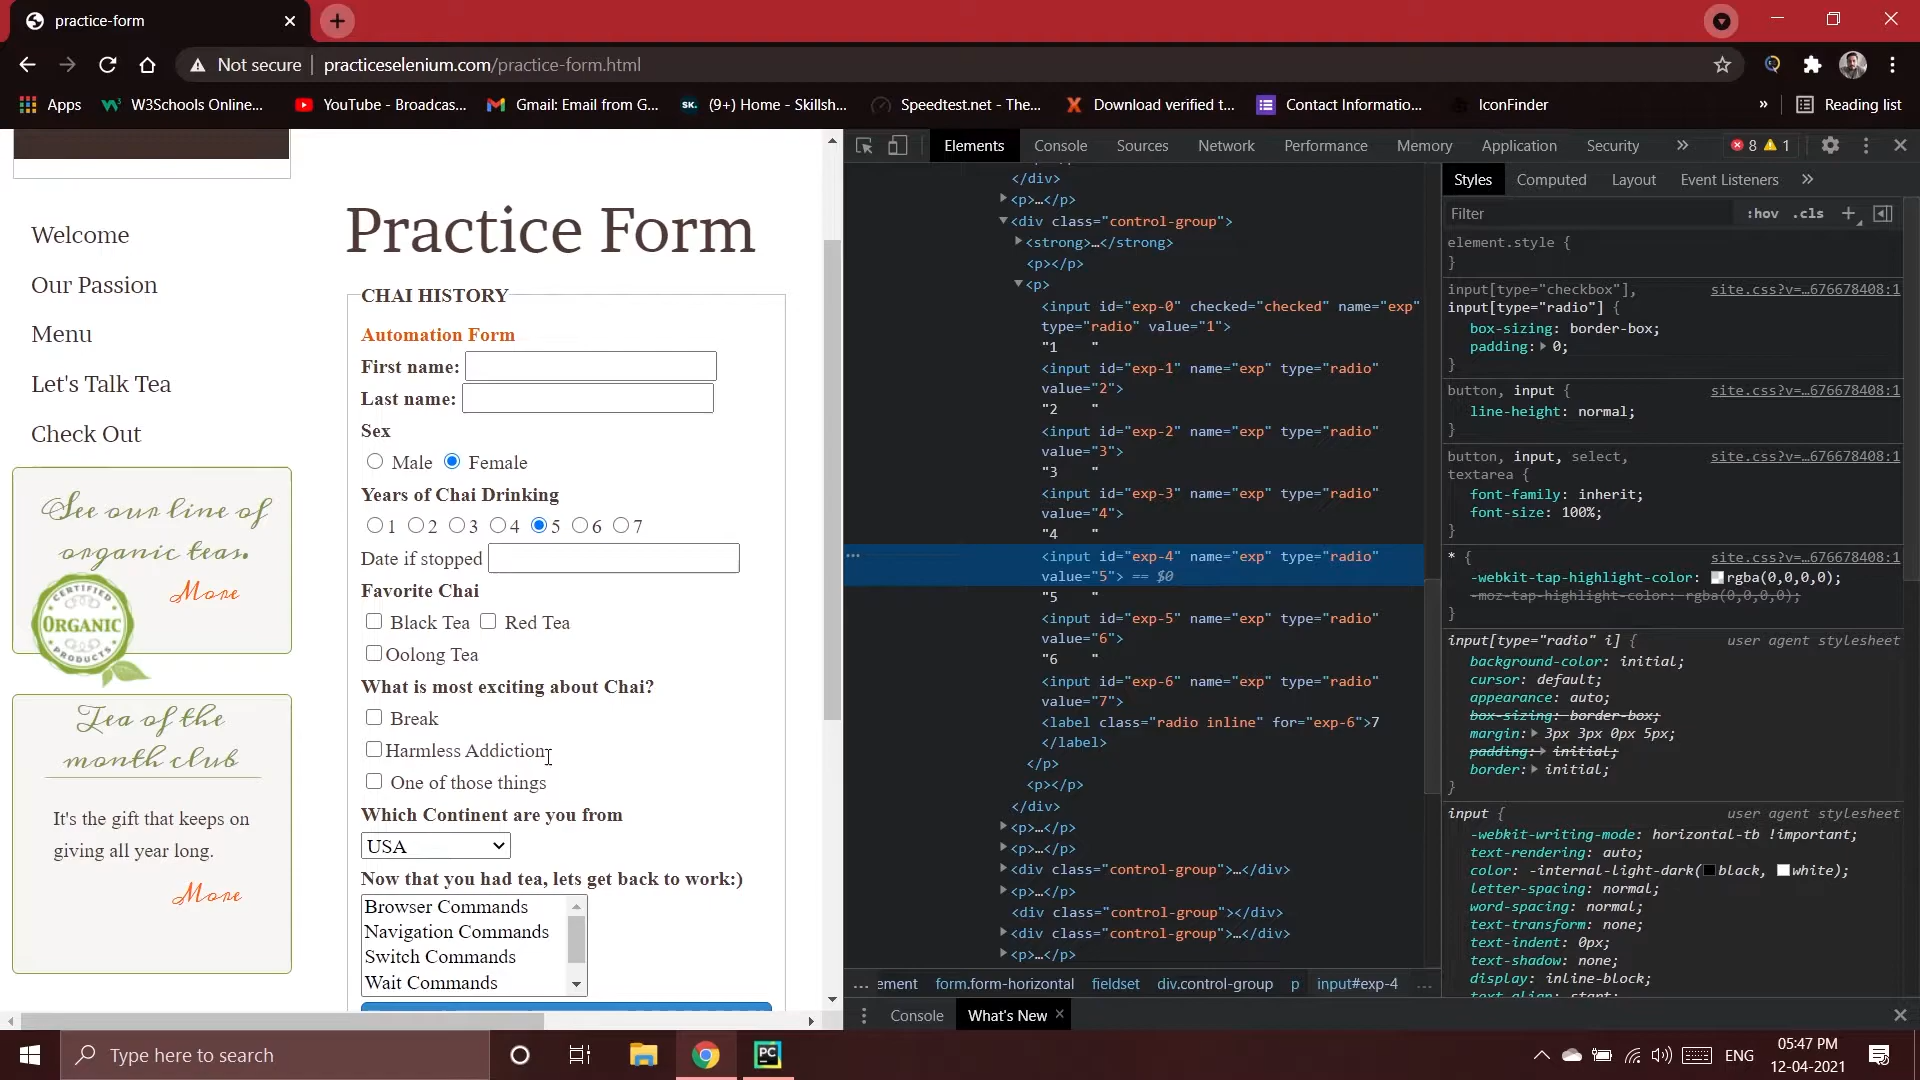 practice-form
Not secure | practiceselenium.com/practice-form.html
Apps W3Schools Online... YouTube - Broadcas... Gmail: Email from G... SK. (9+) Home - Skillsh... Speedtest.net - The... Download verified t... Contact Informatio... IconFinder » Reading list
Welcome
Our Passion
Menu
Let's Talk Tea
Check Out
See our line of
organic teas.
More
CERTIFIED
ORGANIC
PRODUCTS
Tea of the
month club
It's the gift that keeps on
giving all year long.
More
Practice Form
CHAI HISTORY
Automation Form
First name:
Last name:
Sex
Male Female
Years of Chai Drinking
1 2 3 4 5 6 7
Date if stopped
Favorite Chai
Black Tea Red Tea
Oolong Tea
What is most exciting about Chai?
Break
Harmless Addiction
One of those things
Which Continent are you from
USA
Now that you had tea, lets get back to work:)
Browser Commands
Navigation Commands
Switch Commands
Wait Commands
Elements Console Sources Network Performance Memory Application Security » 8 1
</div>
<p>…</p>
<div class="control-group">
<strong>…</strong>
<p></p>
<p>
<input id="exp-0" checked="checked" name="exp"
type="radio" value="1">
"1 "
<input id="exp-1" name="exp" type="radio"
value="2">
"2 "
<input id="exp-2" name="exp" type="radio"
value="3">
"3 "
<input id="exp-3" name="exp" type="radio"
value="4">
"4 "
<input id="exp-4" name="exp" type="radio"
value="5"> == $0
"5 "
<input id="exp-5" name="exp" type="radio"
value="6">
"6 "
<input id="exp-6" name="exp" type="radio"
value="7">
<label class="radio inline" for="exp-6">7
</label>
</p>
<p></p>
</div>
<p>…</p>
<p>…</p>
<div class="control-group">…</div>
<p>…</p>
<div class="control-group"></div>
<div class="control-group">…</div>
<p>…</p>
... ement form.form-horizontal fieldset div.control-group p input#exp-4 ...
Console What's New
Styles Computed Layout Event Listeners »
Filter :hov .cls +
element.style {
}
input[type="checkbox"], site.css?v=…676678408:1
input[type="radio"] {
box-sizing: border-box;
padding: 0;
}
button, input { site.css?v=…676678408:1
line-height: normal;
}
button, input, select, site.css?v=…676678408:1
textarea {
font-family: inherit;
font-size: 100%;
}
* { site.css?v=…676678408:1
-webkit-tap-highlight-color: rgba(0,0,0,0);
-moz-tap-highlight-color: rgba(0,0,0,0);
}
input[type="radio" i] { user agent stylesheet
background-color: initial;
cursor: default;
appearance: auto;
box-sizing: border-box;
margin: 3px 3px 0px 5px;
padding: initial;
border: initial;
}
input { user agent stylesheet
-webkit-writing-mode: horizontal-tb !important;
text-rendering: auto;
color: -internal-light-dark(black, white);
letter-spacing: normal;
word-spacing: normal;
text-transform: none;
text-indent: 0px;
text-shadow: none;
display: inline-block;
text-align: start;
Type here to search
PC
ENG
05:47 PM
12-04-2021